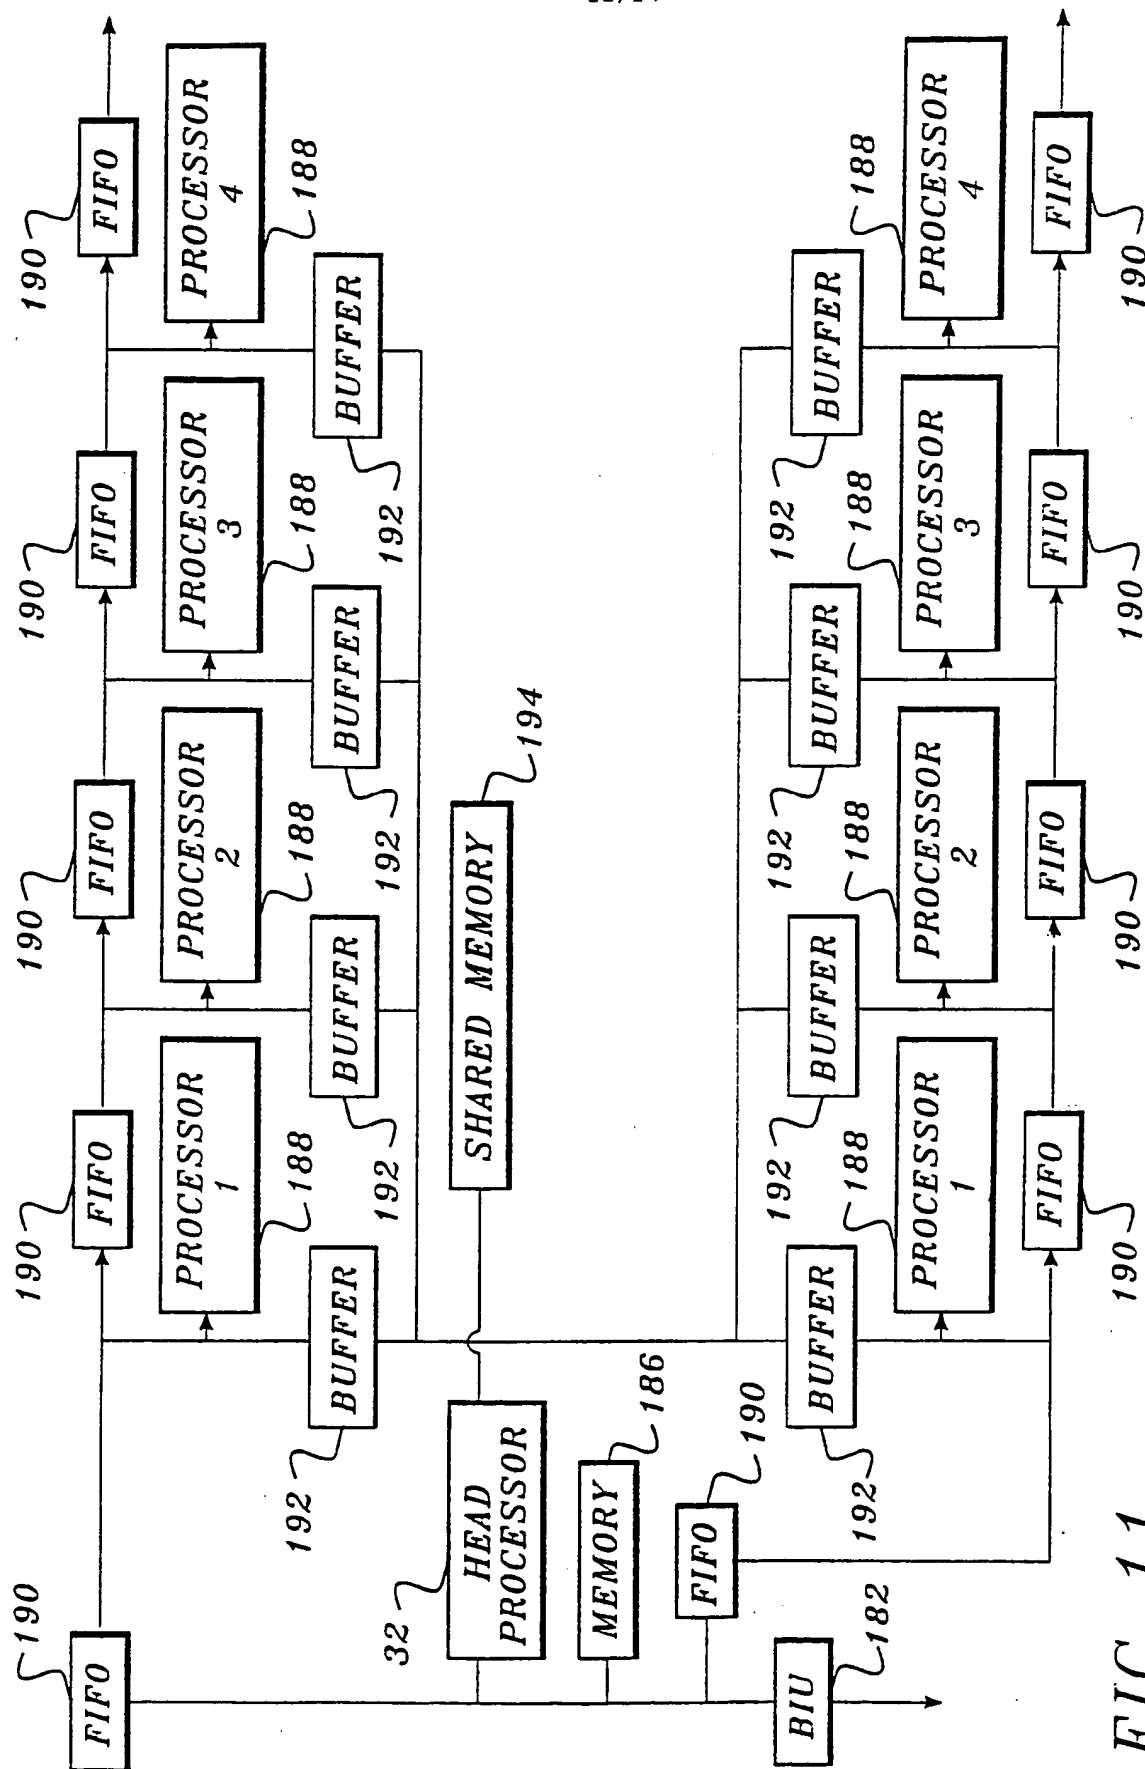 190 190 190 190 190
FIFO FIFO FIFO FIFO FIFO
PROCESSOR PROCESSOR PROCESSOR PROCESSOR
1 2 3 4
188 188 188 188
BUFFER BUFFER BUFFER BUFFER
192 192 192 192
32
HEAD
PROCESSOR
SHARED MEMORY
194
MEMORY
186
FIFO
190
BIU
182
192 192 192 192
BUFFER BUFFER BUFFER BUFFER
188 188 188 188
PROCESSOR PROCESSOR PROCESSOR PROCESSOR
1 2 3 4
FIFO FIFO FIFO FIFO
190 190 190 190
FIG. 11